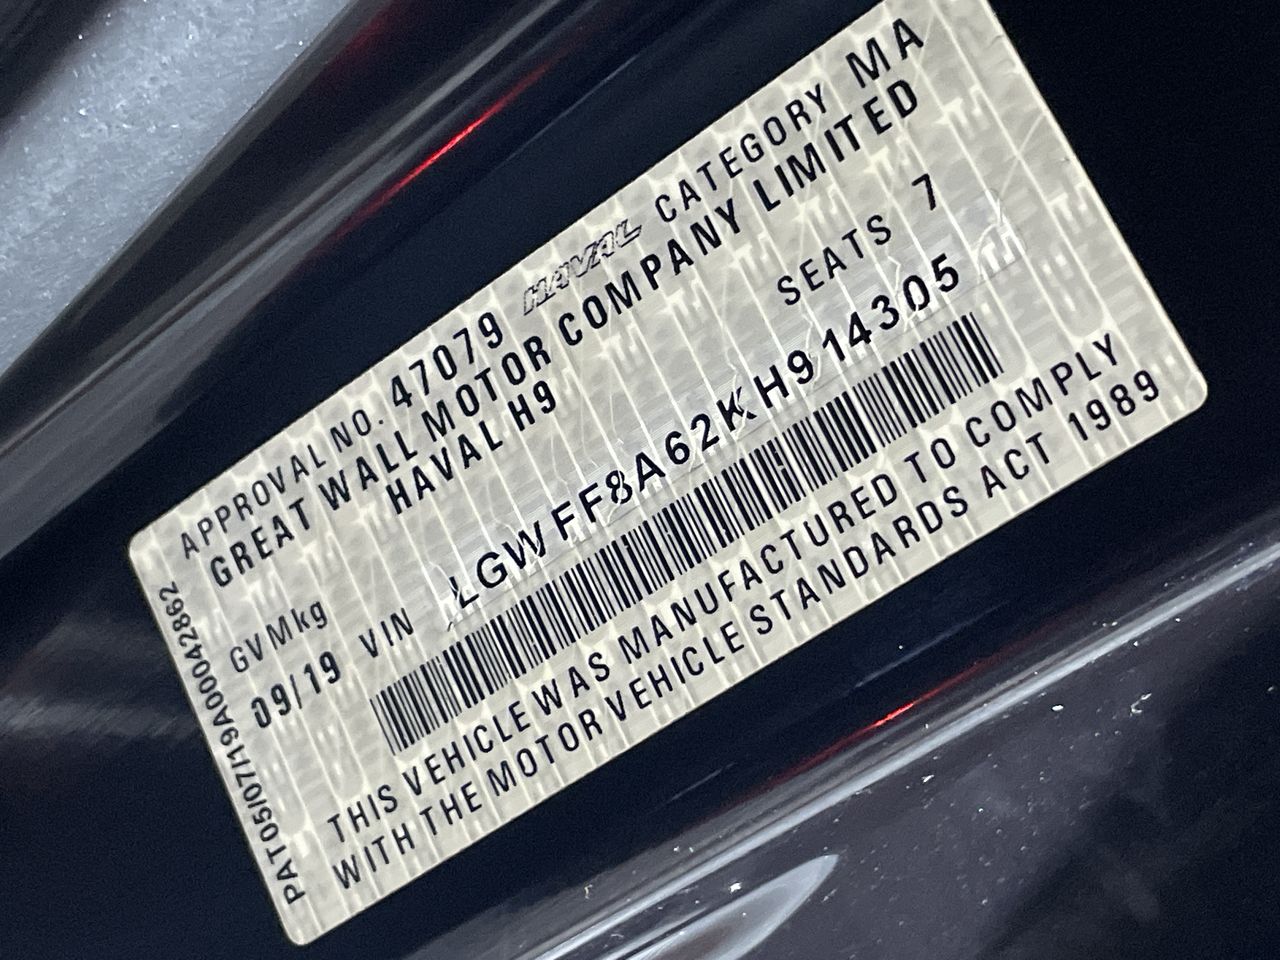 APPROVAL NO. 47079 HAVAL CATEGORY MA
GREAT WALL MOTOR COMPANY LIMITED
HAVAL H9 SEATS 7
GVMkg
09/19 VIN LGWFF8A62KH914305
THIS VEHICLE WAS MANUFACTURED TO COMPLY
WITH THE MOTOR VEHICLE STANDARDS ACT 1989
PAT05/07/19A000042862